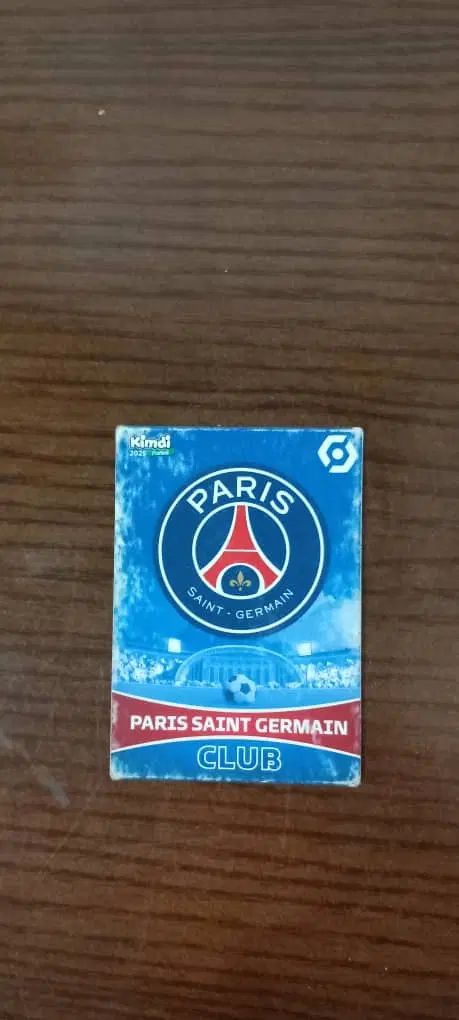 Kimdi
2025
PARIS
SAINT - GERMAIN
PARIS SAINT GERMAIN
CLUB